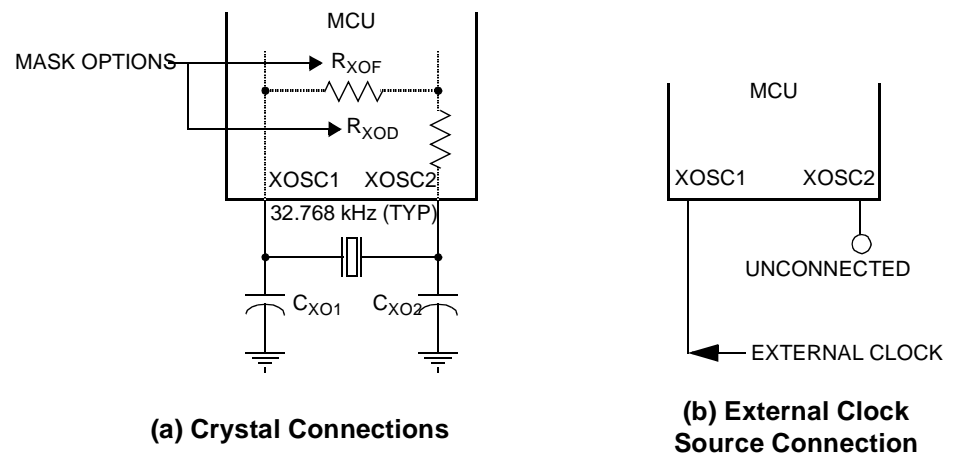 MCU
MASK OPTIONS
RXOF
RXOD
XOSC1 XOSC2
32.768 kHz (TYP)
CXO1 CXO2
(a) Crystal Connections
MCU
XOSC1 XOSC2
UNCONNECTED
EXTERNAL CLOCK
(b) External Clock
Source Connection